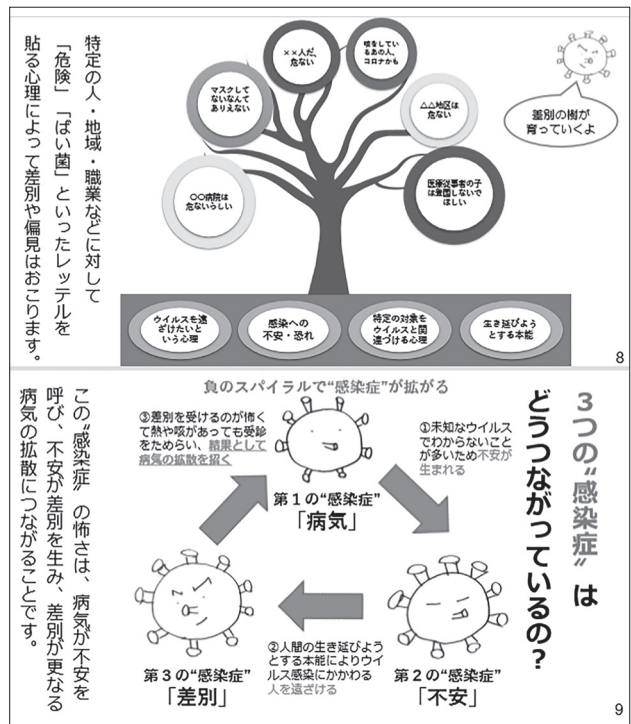 特定の人・地域・職業などに対して
「危険」「ばい菌」といったレッテルを
貼る心理によって差別や偏見はおこります。
××人だ、
危ない
咳をしてい
るあの人、
コロナかも
マスクして
ないなんて
ありえない
△△地区は
危ない
〇〇病院は
危ないらしい
医療従事者の子
は登園しないで
ほしい
差別の樹が
育っていくよ
ウイルスを遠
ざけたいと
いう心理
感染への
不安・恐れ
特定の対象を
ウイルスと関
連づける心理
生き延びよう
とする本能
8
3つの“感染症”は
どうつながっているの？
負のスパイラルで“感染症”が拡がる
①未知なウイルス
でわからないこと
が多いため不安が
生まれる
第1の“感染症”
「病気」
第2の“感染症”
「不安」
②人間の生き延びよう
とする本能によりウイ
ルス感染にかかわる
人を遠ざける
第3の“感染症”
「差別」
③差別を受けるのが怖く
て熱や咳があっても受診
をためらい、結果として
病気の拡散を招く
この“感染症”の怖さは、病気が不安を
呼び、不安が差別を生み、差別が更なる
病気の拡散につながることです。
9